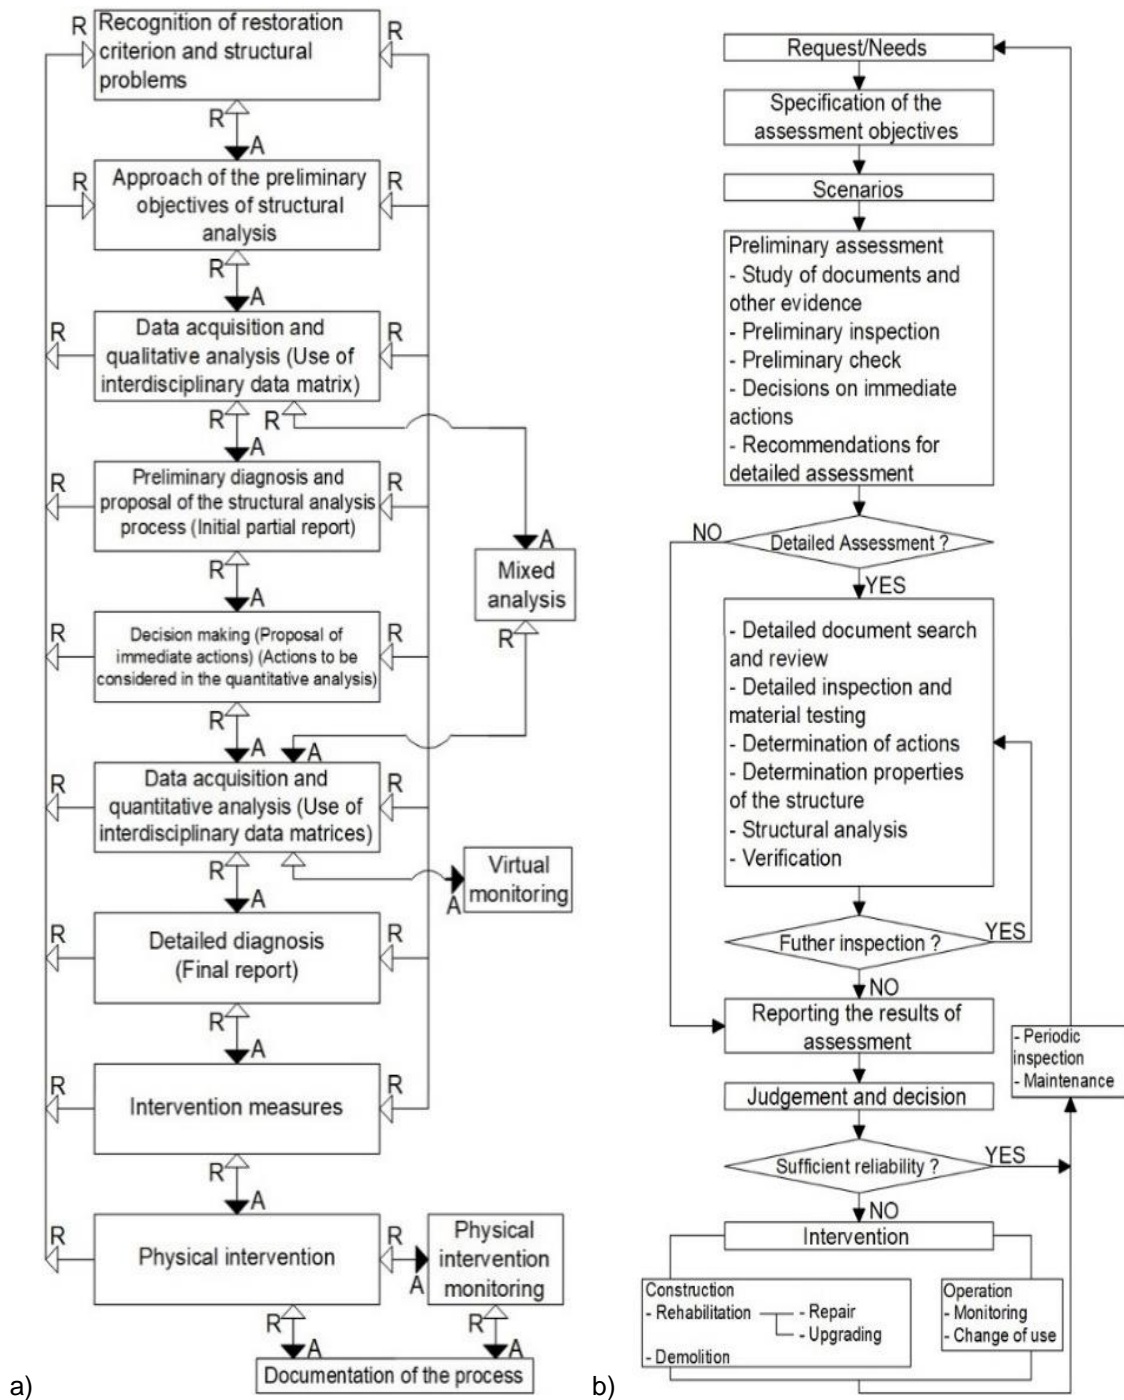 a)
R
Recognition of restoration
criterion and structural
problems
R
R
A
R
Approach of the preliminary
objectives of structural
analysis
R
R
A
R
Data acquisition and
qualitative analysis (Use of
interdisciplinary data matrix)
R
R
R
A
R
Preliminary diagnosis and
proposal of the structural analysis
process (Initial partial report)
R
A
Mixed
analysis
R
R
A
R
Decision making (Proposal of
immediate actions) (Actions to be
considered in the quantitative analysis)
R
R
A
A
R
Data acquisition and
quantitative analysis (Use of
interdisciplinary data matrices)
R
Virtual
monitoring
A
R
A
R
Detailed diagnosis
(Final report)
R
R
A
R
Intervention measures
R
R
A
R
Physical intervention
R
A
Physical
intervention
monitoring
R
A
R
A
Documentation of the process
b)
Request/Needs
Specification of the
assessment objectives
Scenarios
Preliminary assessment
- Study of documents and
other evidence
- Preliminary inspection
- Preliminary check
- Decisions on immediate
actions
- Recommendations for
detailed assessment
NO
Detailed Assessment ?
YES
- Detailed document search
and review
- Detailed inspection and
material testing
- Determination of actions
- Determination properties
of the structure
- Structural analysis
- Verification
Futher inspection ?
YES
NO
Reporting the results of
assessment
- Periodic
inspection
- Maintenance
Judgement and decision
Sufficient reliability ?
YES
NO
Intervention
Construction
- Rehabilitation
- Repair
- Upgrading
- Demolition
Operation
- Monitoring
- Change of use